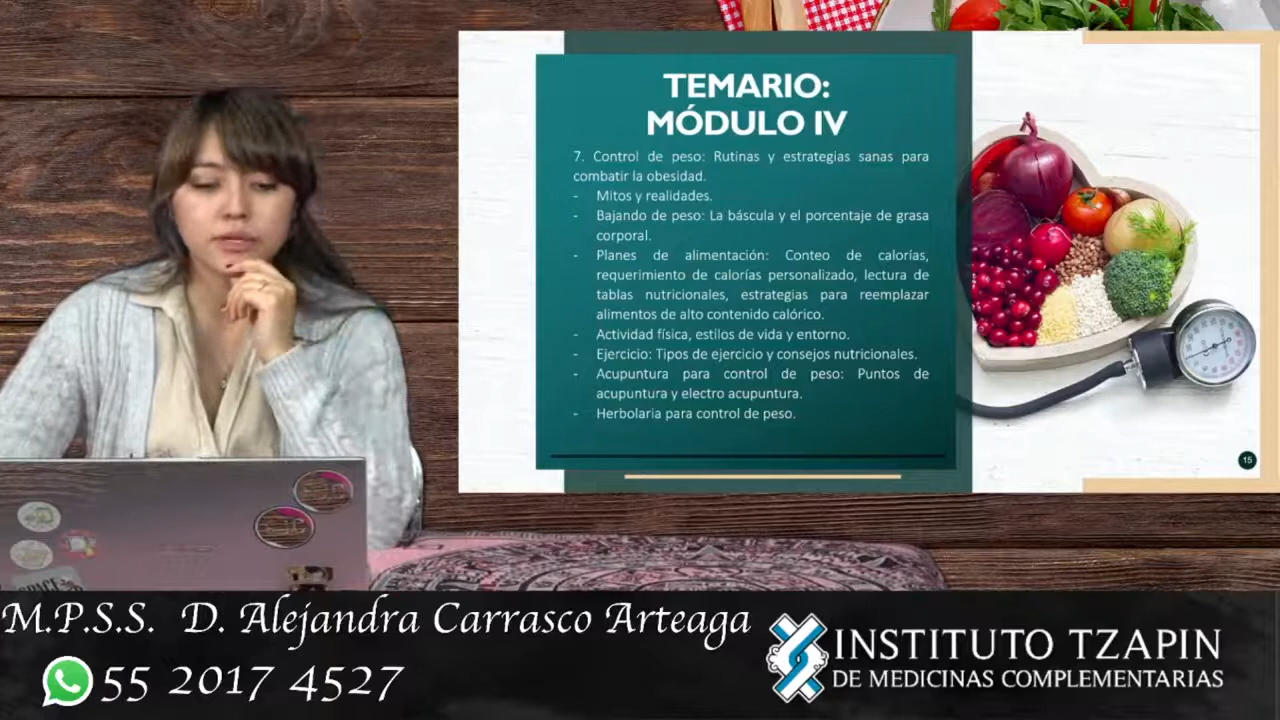 TEMARIO:
MÓDULO IV
7. Control de peso: Rutinas y estrategias sanas para
combatir la obesidad.
- Mitos y realidades.
- Bajando de peso: La báscula y el porcentaje de grasa
corporal.
- Planes de alimentación: Conteo de calorías,
requerimiento de calorías personalizado, lectura de
tablas nutricionales, estrategias para reemplazar
alimentos de alto contenido calórico.
- Actividad física, estilos de vida y entorno.
- Ejercicio: Tipos de ejercicio y consejos nutricionales.
- Acupuntura para control de peso: Puntos de
acupuntura y electro acupuntura.
- Herbolaria para control de peso.
15
M.P.S.S. D. Alejandra Carrasco Arteaga
55 2017 4527
INSTITUTO TZAPIN
DE MEDICINAS COMPLEMENTARIAS